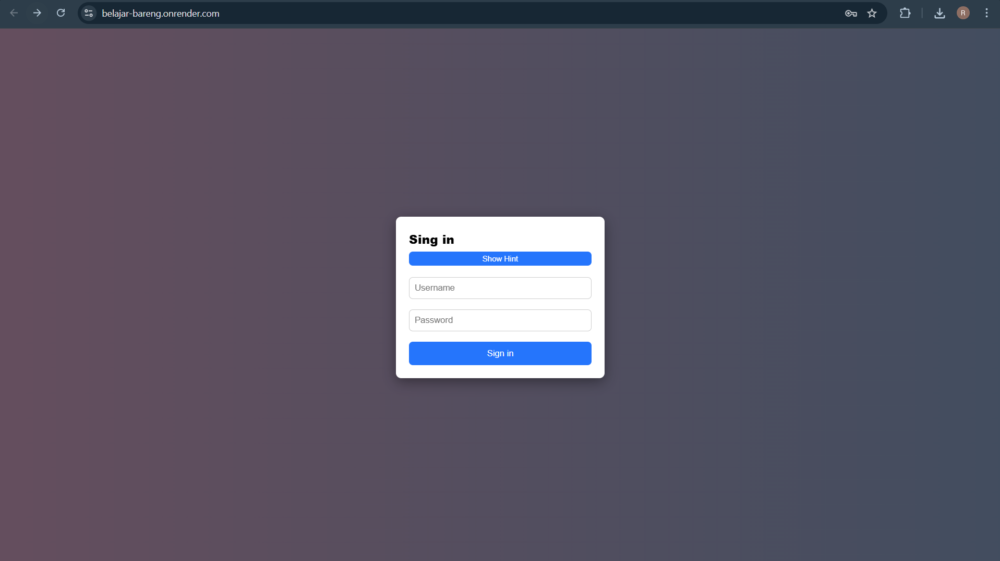 belajar-bareng.onrender.com
R
Sing in
Show Hint
Username
Password
Sign in